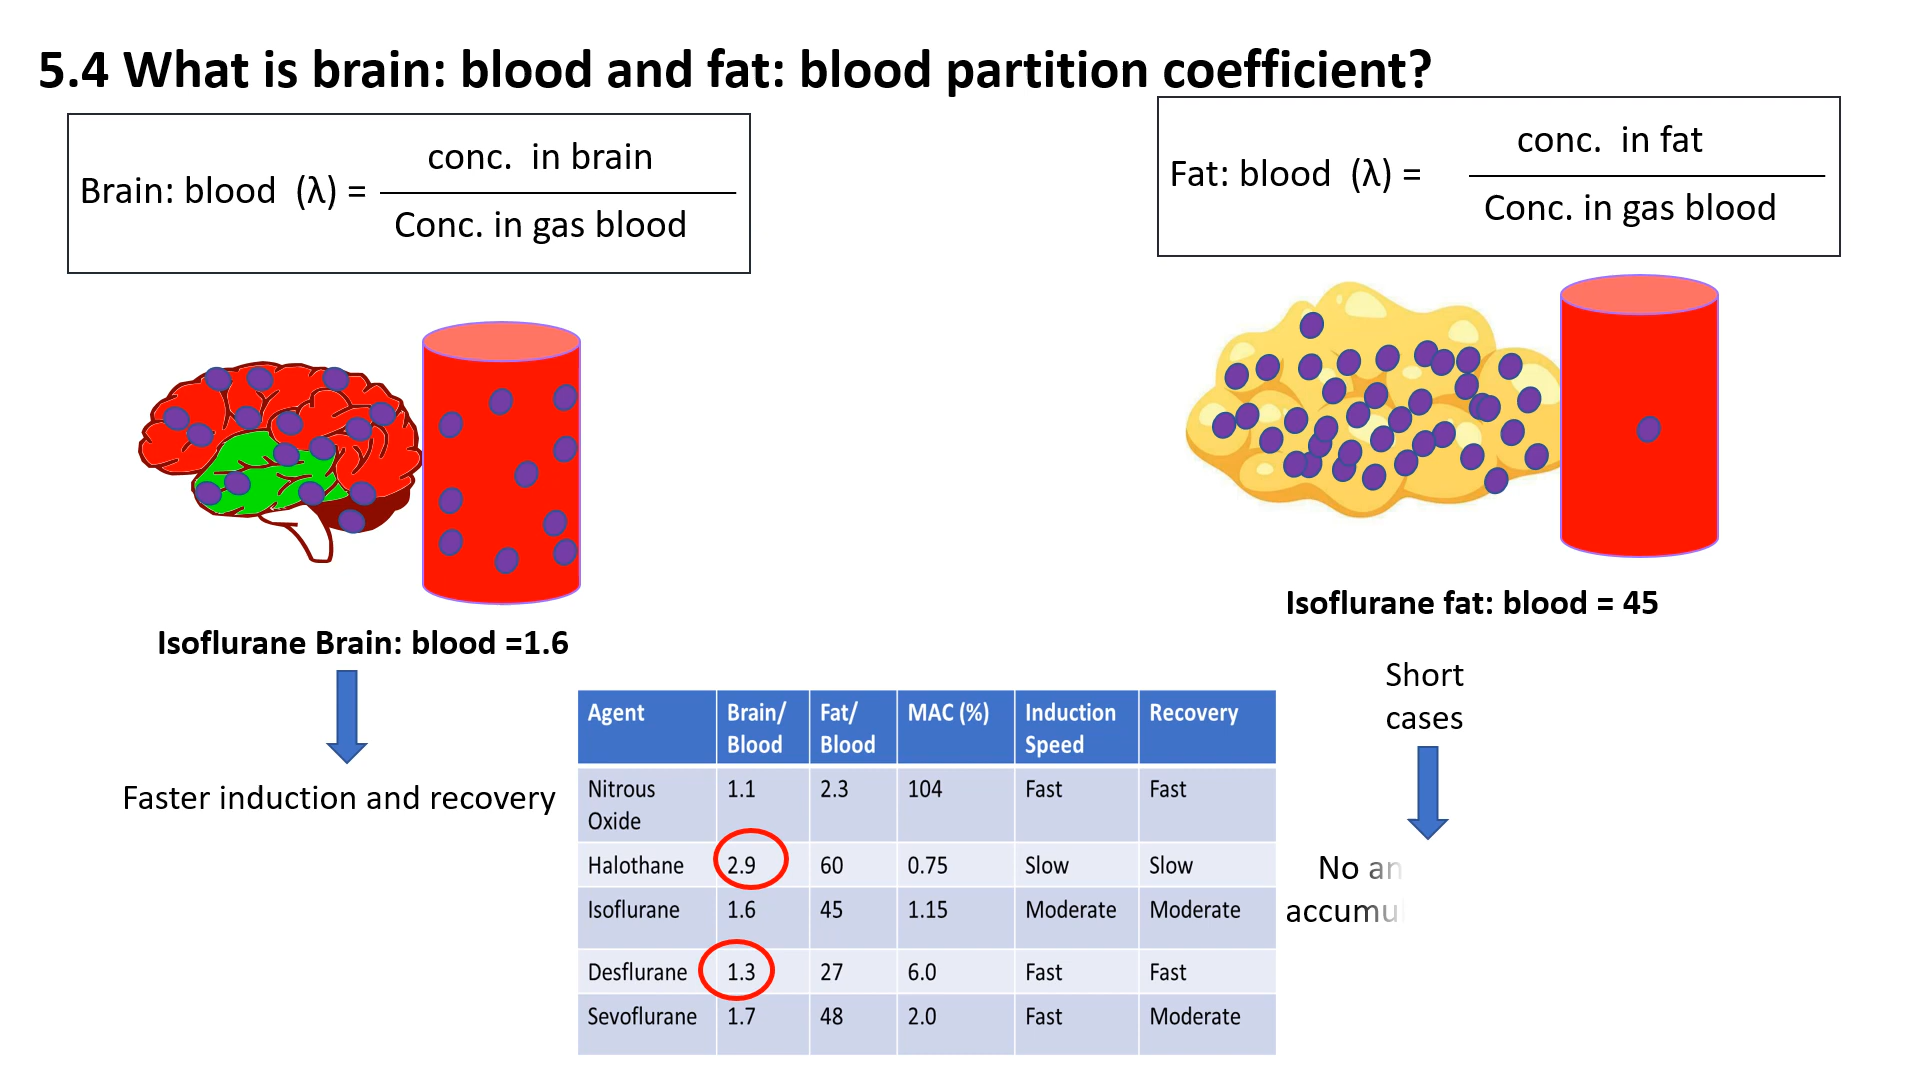 5.4 What is brain: blood and fat: blood partition coefficient?
Brain: blood (λ) =
conc. in brain
Conc. in gas blood
Fat: blood (λ) =
conc. in fat
Conc. in gas blood
Isoflurane Brain: blood =1.6
Faster induction and recovery
Isoflurane fat: blood = 45
Short
cases
No an
accumu
Agent Brain/ Blood Fat/ Blood MAC (%) Induction Speed Recovery
Nitrous Oxide 1.1 2.3 104 Fast Fast
Halothane 2.9 60 0.75 Slow Slow
Isoflurane 1.6 45 1.15 Moderate Moderate
Desflurane 1.3 27 6.0 Fast Fast
Sevoflurane 1.7 48 2.0 Fast Moderate